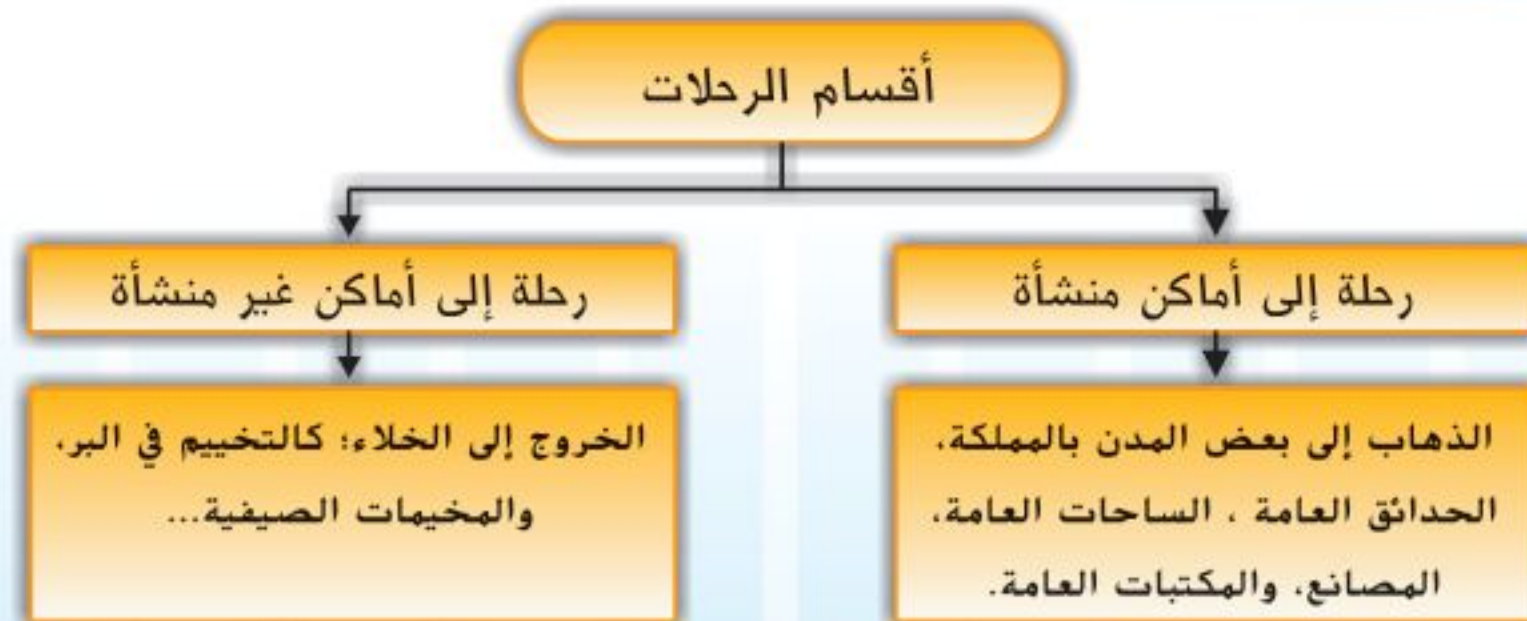 أقسام الرحلات
رحلة إلى أماكن منشأة
الذهاب إلى بعض المدن بالمملكة،
الحدائق العامة ، الساحات العامة،
المصانع، والمكتبات العامة.
رحلة إلى أماكن غير منشأة
الخروج إلى الخلاء؛ كالتخييم في البر،
والمخيمات الصيفية...